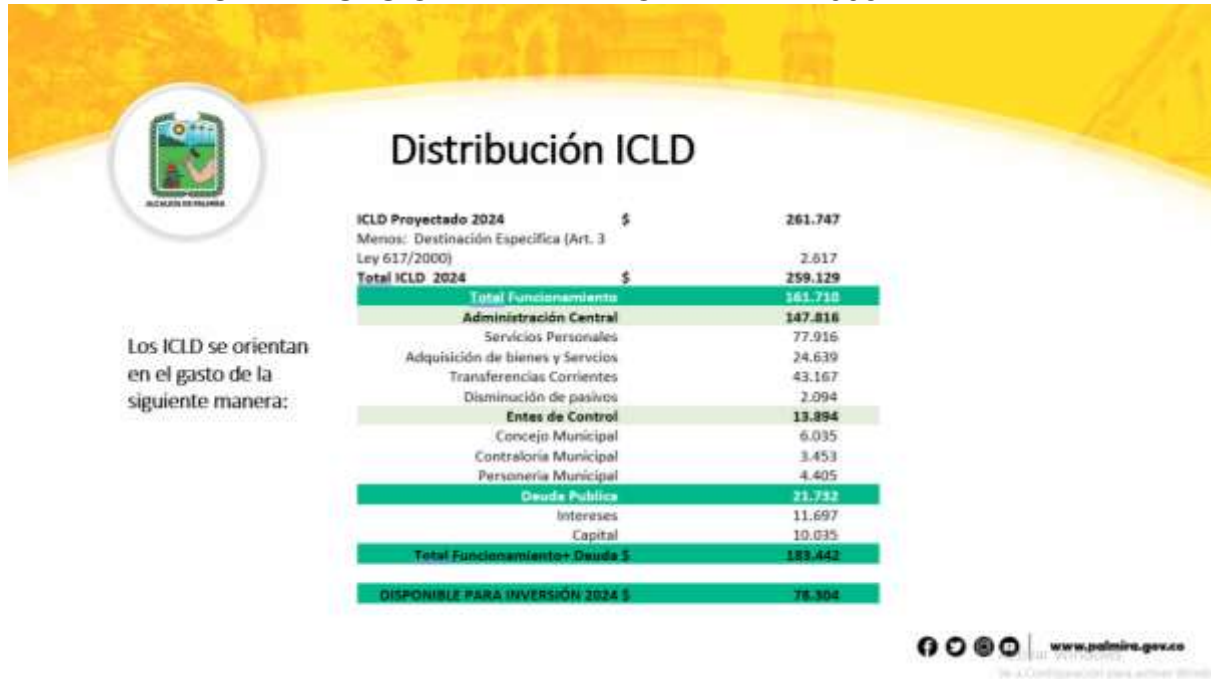 ALCALDÍA DE PALMIRA
Distribución ICLD
Los ICLD se orientan
en el gasto de la
siguiente manera:
ICLD Proyectado 2024 $ 261.747
Menos: Destinación Especifica (Art. 3
Ley 617/2000) 2.617
Total ICLD 2024 $ 259.129
Total Funcionamiento 161.710
Administración Central 147.816
Servicios Personales 77.916
Adquisición de bienes y Servcios 24.639
Transferencias Corrientes 43.167
Disminución de pasivos 2.094
Entes de Control 13.894
Concejo Municipal 6.035
Contraloria Municipal 3.453
Personeria Municipal 4.405
Deuda Publica 21.732
Intereses 11.697
Capital 10.035
Total Funcionamiento+ Deuda $ 183.442
DISPONIBLE PARA INVERSIÓN 2024 $ 78.304
www.palmira.gov.co